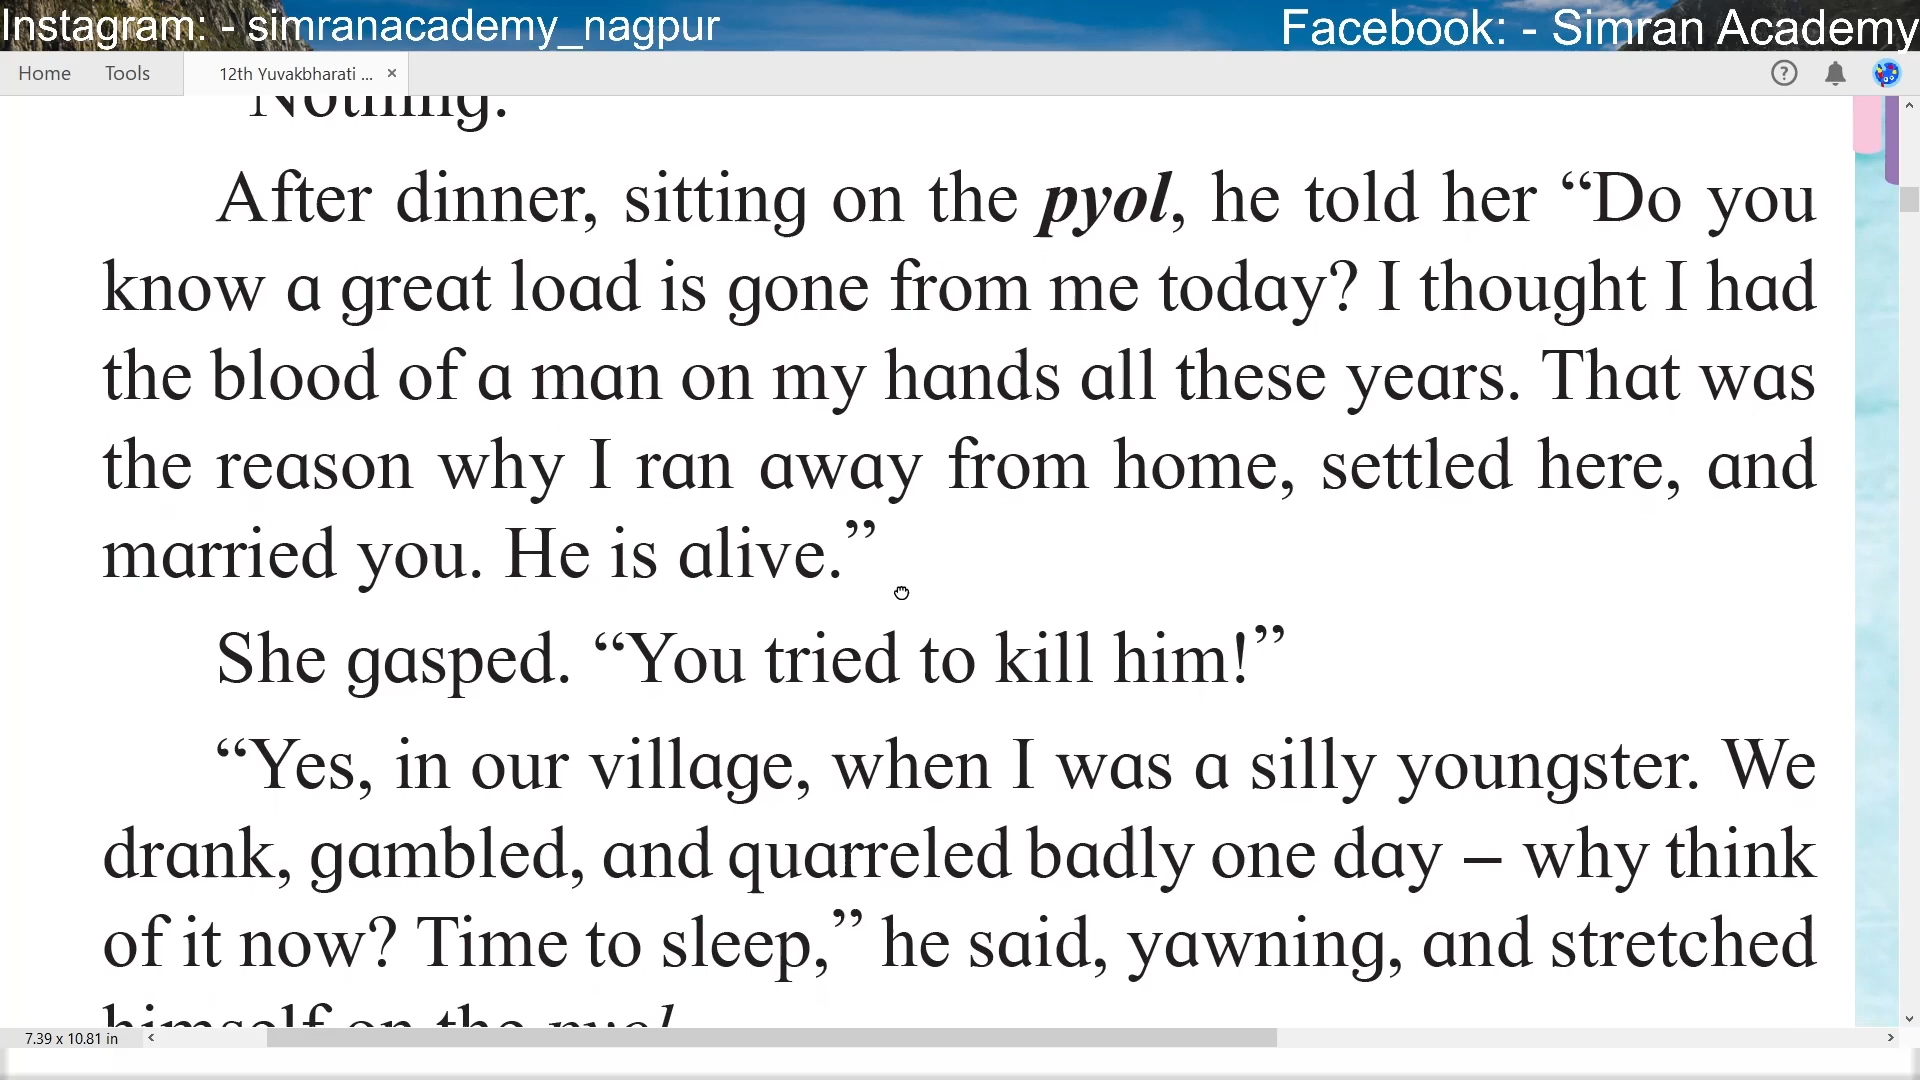 Instagram: - simranacademy_nagpur Facebook: - Simran Academy
Home Tools 12th Yuvakbharati ... ×
Nothing.
After dinner, sitting on the pyol, he told her “Do you
know a great load is gone from me today? I thought I had
the blood of a man on my hands all these years. That was
the reason why I ran away from home, settled here, and
married you. He is alive.”
She gasped. “You tried to kill him!”
“Yes, in our village, when I was a silly youngster. We
drank, gambled, and quarreled badly one day – why think
of it now? Time to sleep,” he said, yawning, and stretched
himself on the pyol
7.39 x 10.81 in